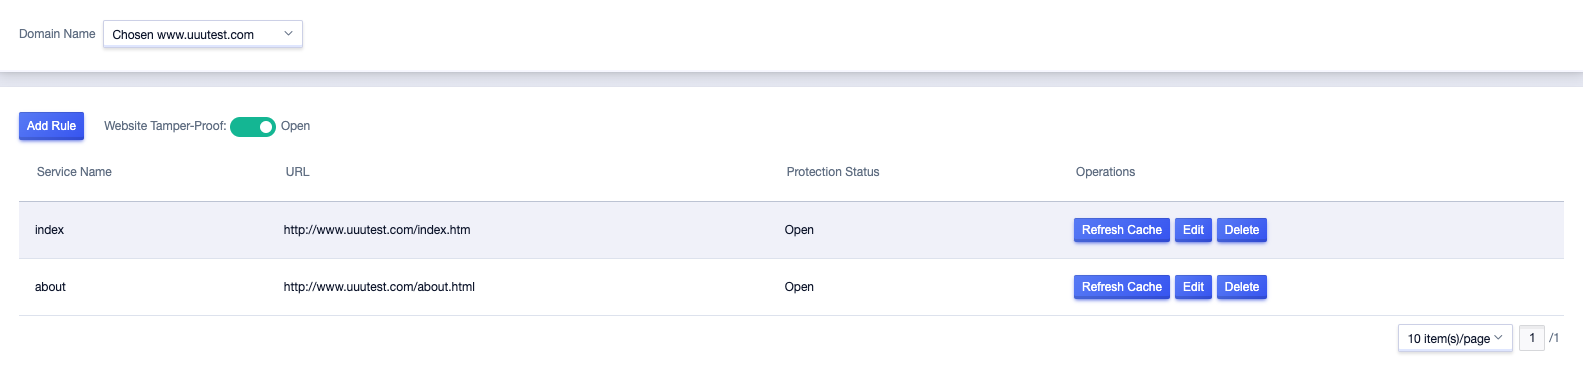 Domain Name Chosen www.uuutest.com
Add Rule Website Tamper-Proof: Open
Service Name URL Protection Status Operations
index http://www.uuutest.com/index.htm Open Refresh Cache Edit Delete
about http://www.uuutest.com/about.html Open Refresh Cache Edit Delete
10 item(s)/page 1 /1